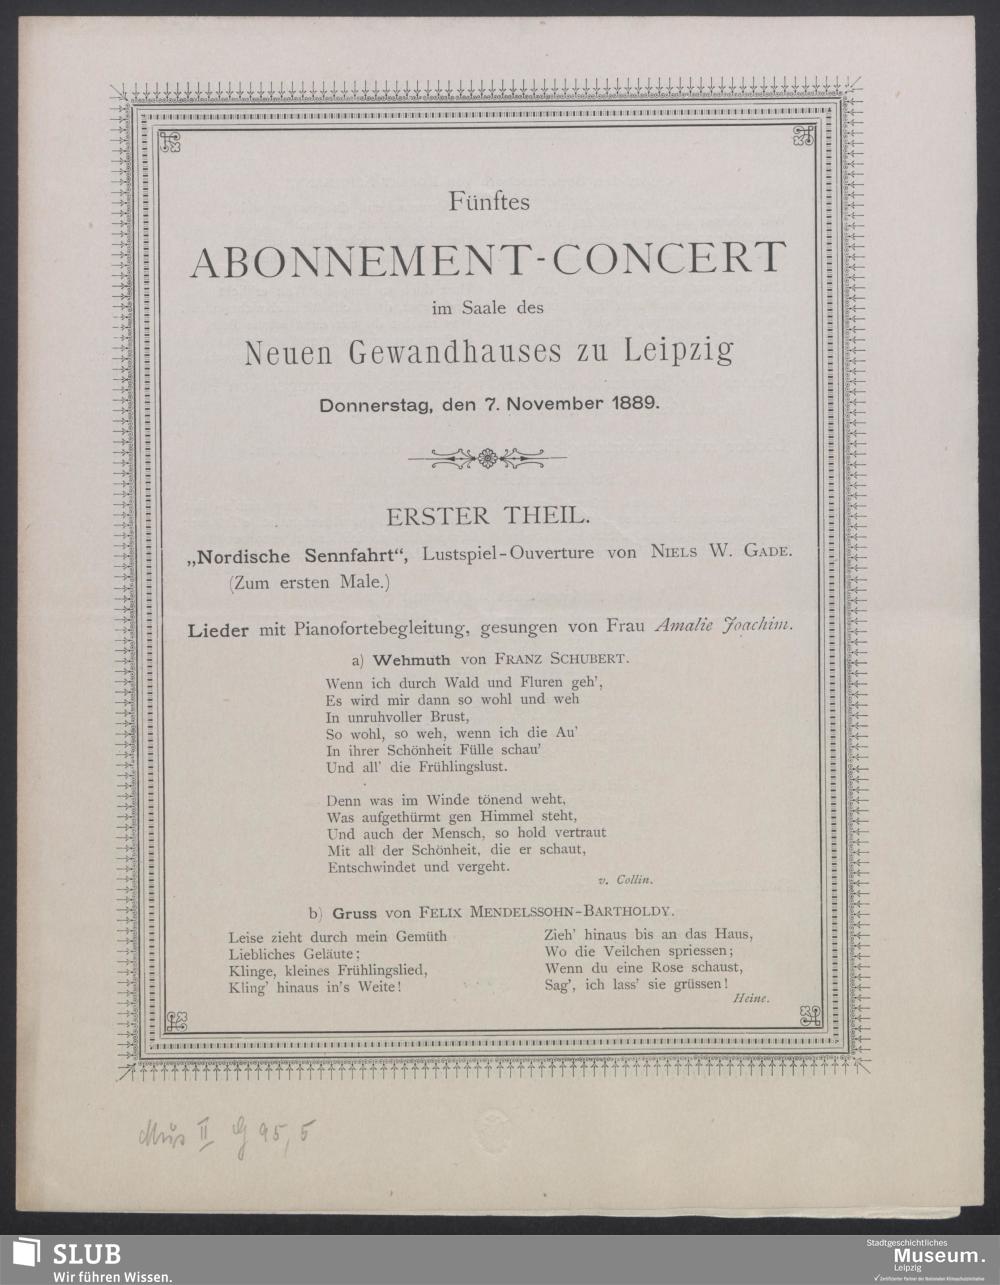 Fünftes
ABONNEMENT-CONCERT
im Saale des
Neuen Gewandhauses zu Leipzig
Donnerstag, den 7. November 1889.
ERSTER THEIL.
„Nordische Sennfahrt“, Lustspiel-Ouverture von NIELS W. GADE.
(Zum ersten Male.)
Lieder mit Pianofortebegleitung, gesungen von Frau Amalie Joachim.
a) Wehmuth von FRANZ SCHUBERT.
Wenn ich durch Wald und Fluren geh',
Es wird mir dann so wohl und weh
In unruhvoller Brust,
So wohl, so weh, wenn ich die Au'
In ihrer Schönheit Fülle schau'
Und all' die Frühlingslust.
Denn was im Winde tönend weht,
Was aufgethürmt gen Himmel steht,
Und auch der Mensch, so hold vertraut
Mit all' der Schönheit, die er schaut,
Entschwindet und vergeht.
v. Collin.
b) Gruss von FELIX MENDELSSOHN-BARTHOLDY.
Leise zieht durch mein Gemüth
Liebliches Geläute;
Klinge, kleines Frühlingslied,
Kling' hinaus in's Weite!
Zieh' hinaus bis an das Haus,
Wo die Veilchen spriessen;
Wenn du eine Rose schaust,
Sag', ich lass' sie grüssen!
Heine.
Mus II G 95, 5
SLUB
Wir führen Wissen.
Stadtgeschichtliches
Museum.
Leipzig
Zertifizierter Partner der Nationalen Klimaschutzinitiative